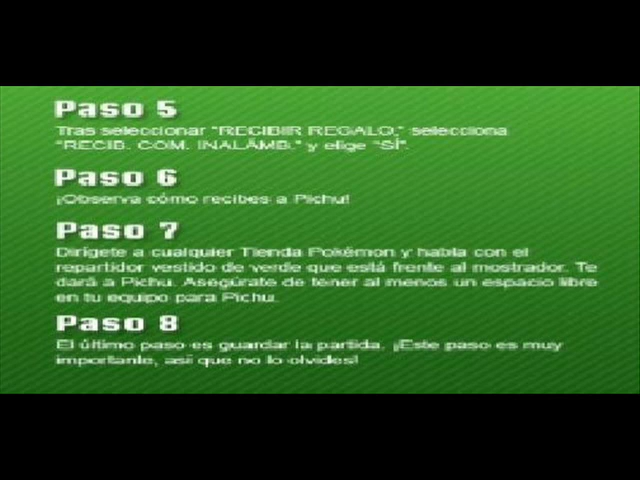 Paso 5
Tras seleccionar "RECIBIR REGALO," selecciona
"RECIB. COM. INALÁMB." y elige "SÍ".
Paso 6
¡Observa cómo recibes a Pichu!
Paso 7
Dirígete a cualquier Tienda Pokémon y habla con el
repartidor vestido de verde que está frente al mostrador. Te
dará a Pichu. Asegúrate de tener al menos un espacio libre
en tu equipo para Pichu.
Paso 8
El último paso es guardar la partida. ¡Este paso es muy
importante, así que no lo olvides!